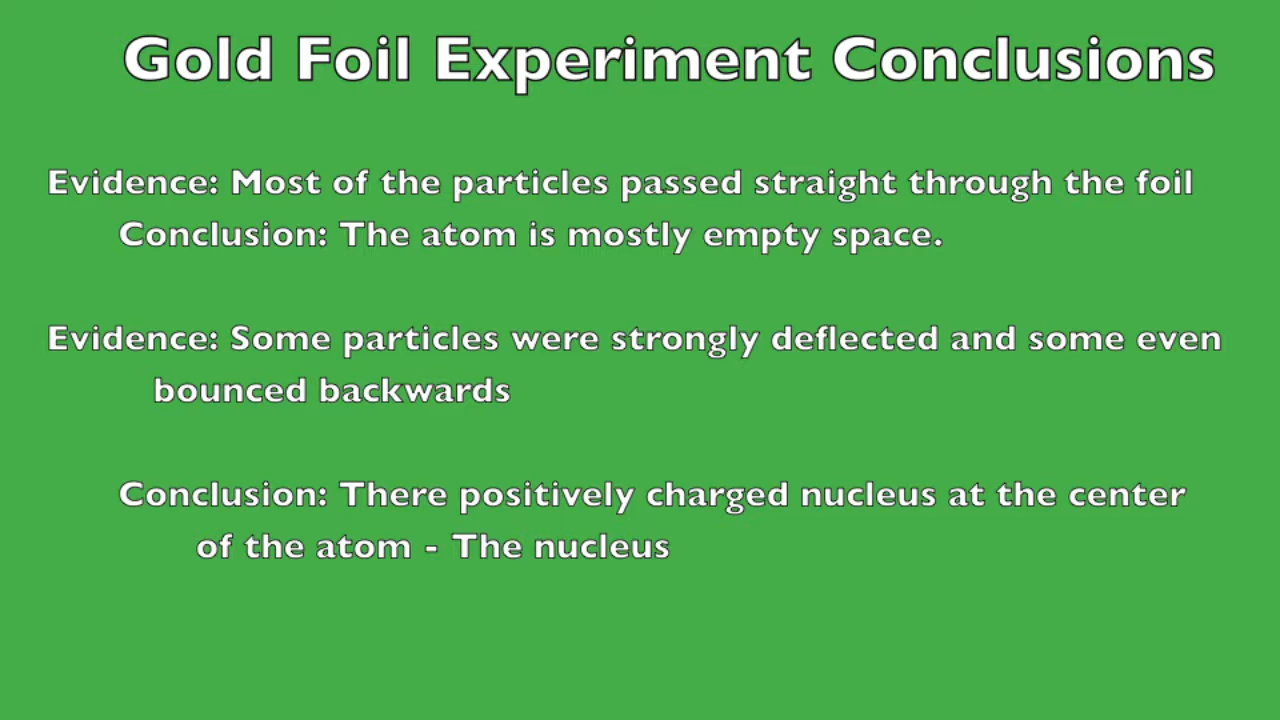 Gold Foil Experiment Conclusions
Evidence: Most of the particles passed straight through the foil
Conclusion: The atom is mostly empty space.
Evidence: Some particles were strongly deflected and some even
bounced backwards
Conclusion: There positively charged nucleus at the center
of the atom - The nucleus